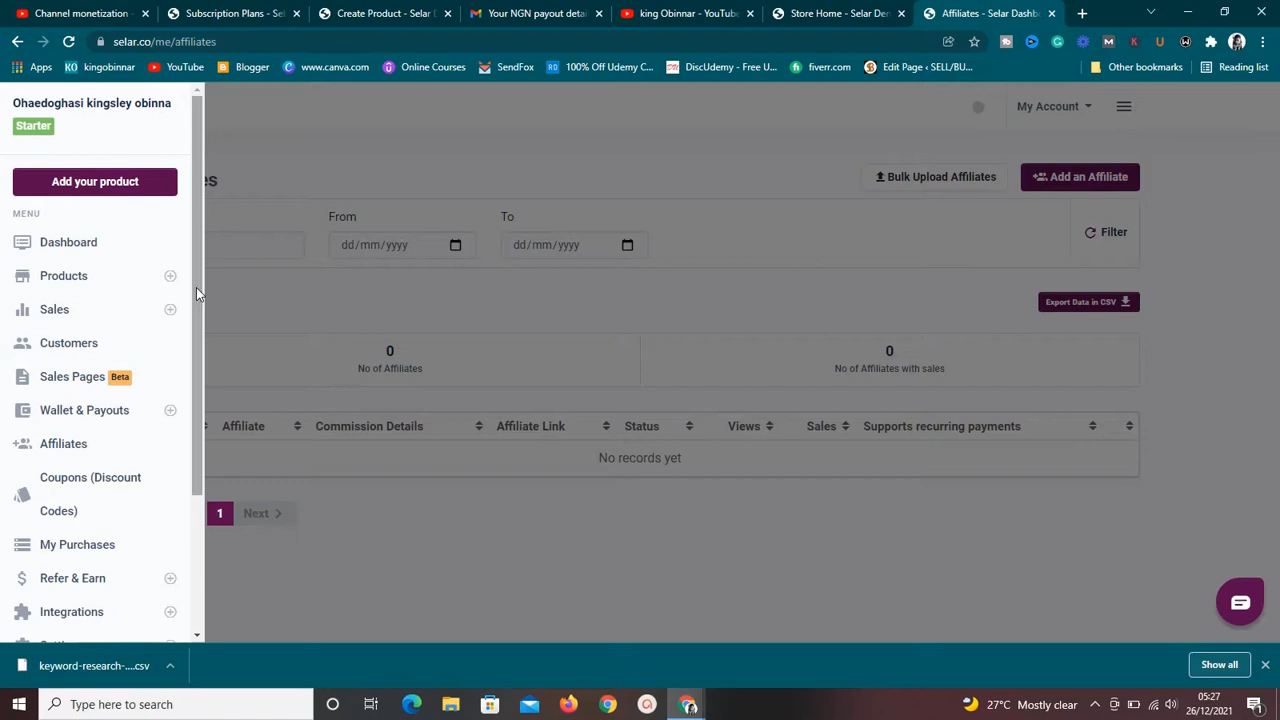 Channel monetization
Subscription Plans - Sel
Create Product - Selar D
Your NGN payout detai
king Obinnar - YouTube
Store Home - Selar Den
Affiliates - Selar Dashb
selar.co/me/affiliates
Apps
kingobinnar
YouTube
Blogger
www.canva.com
Online Courses
SendFox
100% Off Udemy C...
DiscUdemy - Free U...
fiverr.com
Edit Page ‹ SELL/BU...
Other bookmarks
Reading list
Ohaedoghasi kingsley obinna
Starter
My Account
Add your product
es
Bulk Upload Affiliates
Add an Affiliate
MENU
From
To
Dashboard
dd/mm/yyyy
dd/mm/yyyy
Filter
Products
Sales
Export Data in CSV
Customers
0
No of Affiliates
0
No of Affiliates with sales
Sales Pages Beta
Wallet & Payouts
Affiliate
Commission Details
Affiliate Link
Status
Views
Sales
Supports recurring payments
Affiliates
No records yet
Coupons (Discount
Codes)
1
Next
My Purchases
Refer & Earn
Integrations
keyword-research-....csv
Show all
Type here to search
27°C Mostly clear
05:27
26/12/2021